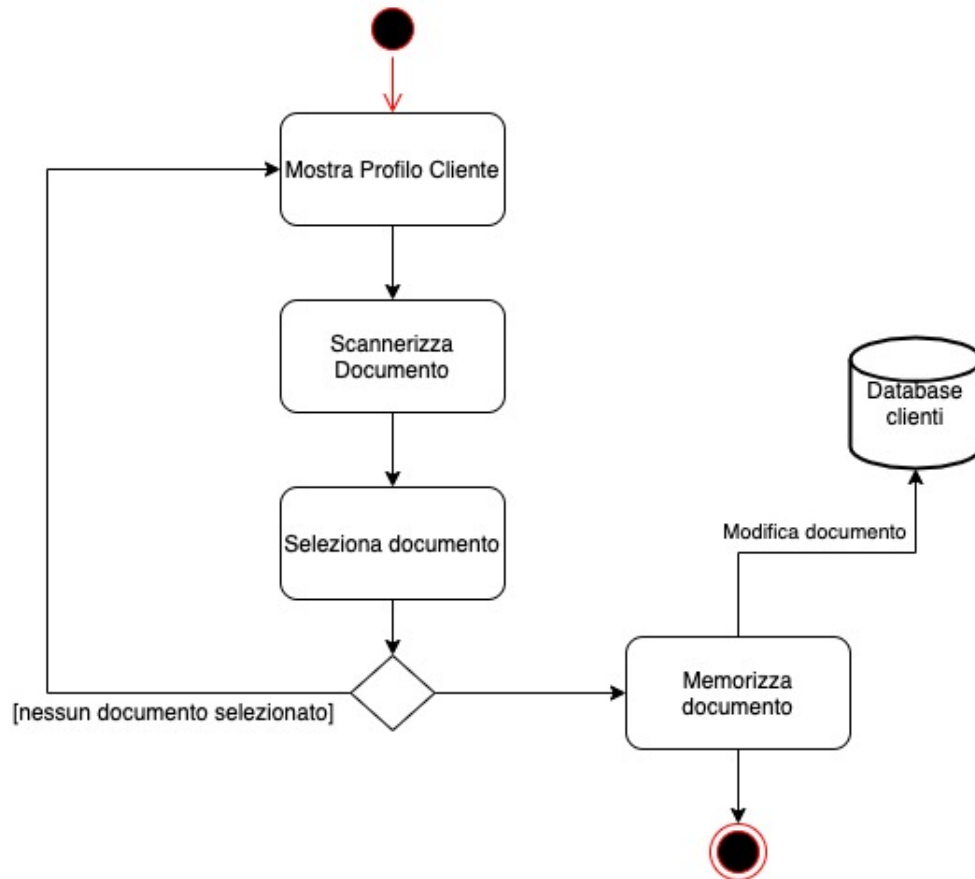 Mostra Profilo Cliente
Scannerizza
Documento
Database
clienti
Seleziona documento
Modifica documento
Memorizza
documento
[nessun documento selezionato]